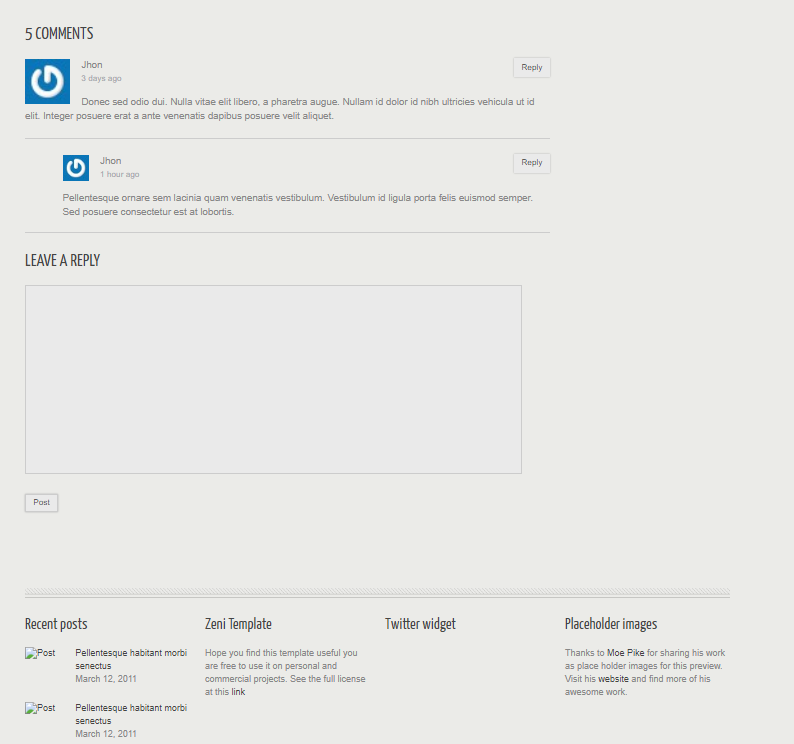 5 COMMENTS
Jhon
Reply
3 days ago
Donec sed odio dui. Nulla vitae elit libero, a pharetra augue. Nullam id dolor id nibh ultricies vehicula ut id
elit. Integer posuere erat a ante venenatis dapibus posuere velit aliquet.
Jhon
Reply
1 hour ago
Pellentesque ornare sem lacinia quam venenatis vestibulum. Vestibulum id ligula porta felis euismod semper.
Sed posuere consectetur est at lobortis.
LEAVE A REPLY
Post
Recent posts
Post
Pellentesque habitant morbi
senectus
March 12, 2011
Post
Pellentesque habitant morbi
senectus
March 12, 2011
Zeni Template
Hope you find this template useful you
are free to use it on personal and
commercial projects. See the full license
at this link
Twitter widget
Placeholder images
Thanks to Moe Pike for sharing his work
as place holder images for this preview.
Visit his website and find more of his
awesome work.